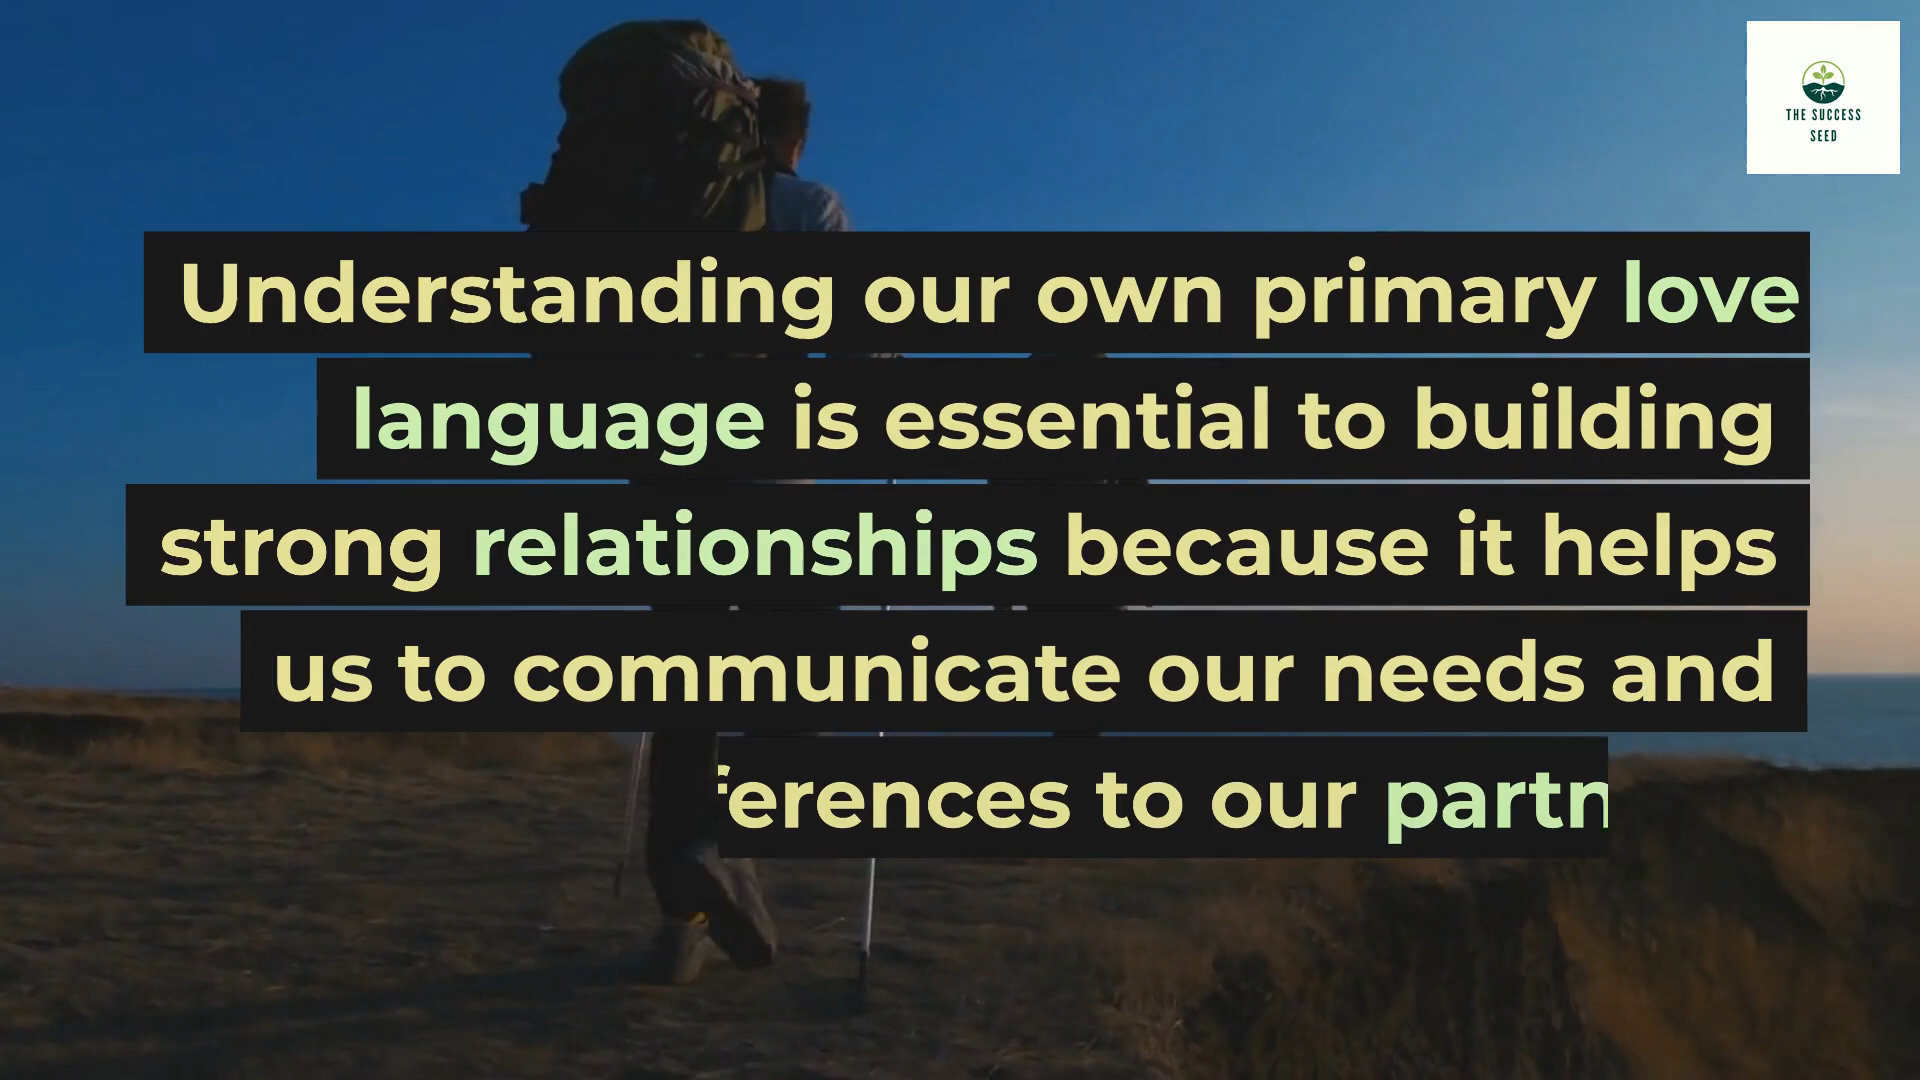 THE SUCCESS
SEED
Understanding our own primary love
language is essential to building
strong relationships because it helps
us to communicate our needs and
ferences to our partn